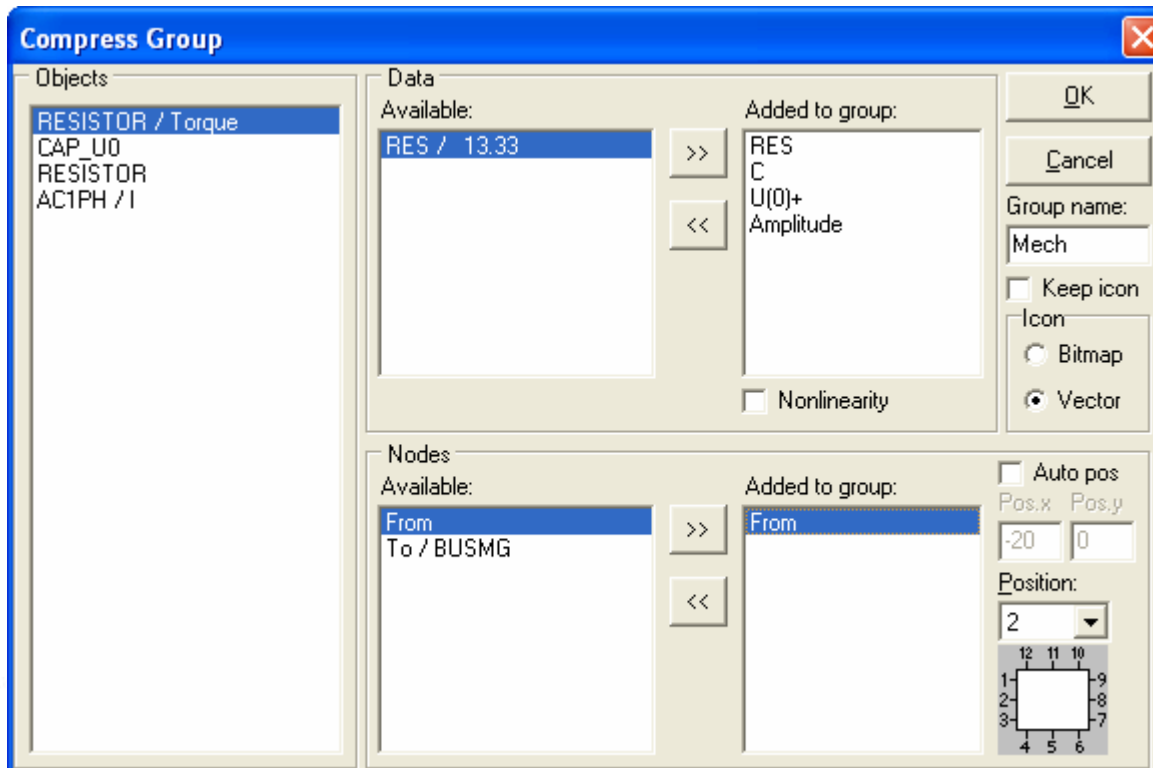 Compress Group
Objects
RESISTOR / Torque
CAP_U0
RESISTOR
AC1PH / I
Data
Available:
RES / 13.33
>>
<<
Added to group:
RES
C
U(0)+
Amplitude
Nonlinearity
OK
Cancel
Group name:
Mech
Keep icon
Icon
Bitmap
Vector
Nodes
Available:
From
To / BUSMG
>>
<<
Added to group:
From
Auto pos
Pos.x Pos.y
-20 0
Position:
2
12 11 10
1 9
2 8
3 7
4 5 6